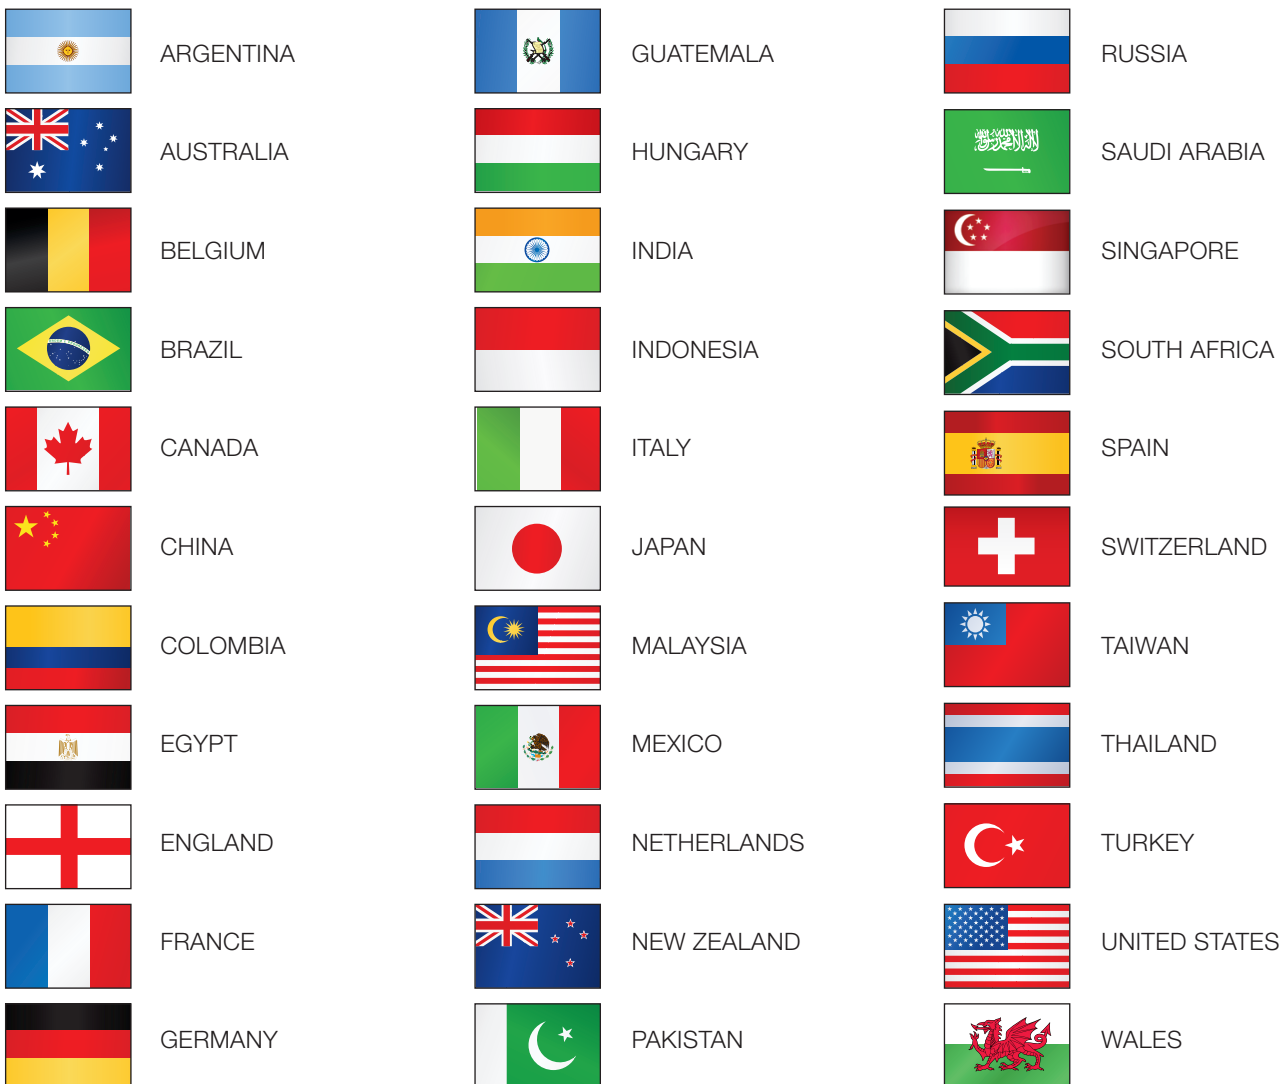 ARGENTINA
AUSTRALIA
BELGIUM
BRAZIL
CANADA
CHINA
COLOMBIA
EGYPT
ENGLAND
FRANCE
GERMANY
GUATEMALA
HUNGARY
INDIA
INDONESIA
ITALY
JAPAN
MALAYSIA
MEXICO
NETHERLANDS
NEW ZEALAND
PAKISTAN
RUSSIA
SAUDI ARABIA
SINGAPORE
SOUTH AFRICA
SPAIN
SWITZERLAND
TAIWAN
THAILAND
TURKEY
UNITED STATES
WALES